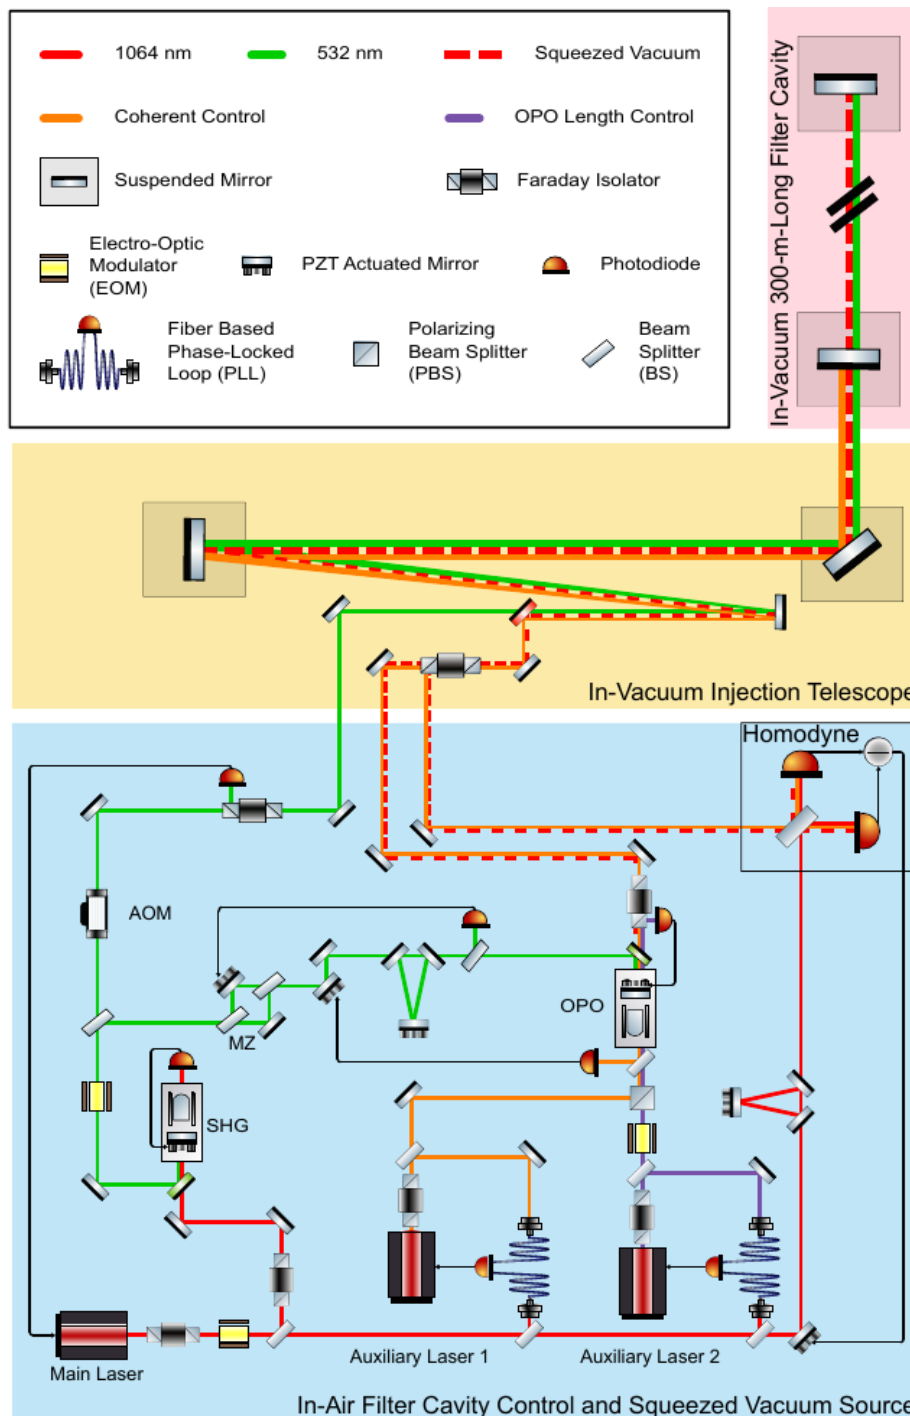 1064 nm
532 nm
Squeezed Vacuum
Coherent Control
OPO Length Control
Suspended Mirror
Faraday Isolator
Electro-Optic
Modulator
(EOM)
PZT Actuated Mirror
Photodiode
Fiber Based
Phase-Locked
Loop (PLL)
Polarizing
Beam Splitter
(PBS)
Beam
Splitter
(BS)
In-Vacuum 300-m-Long Filter Cavity
In-Vacuum Injection Telescope
Homodyne
AOM
OPO
MZ
SHG
Main Laser
Auxiliary Laser 1
Auxiliary Laser 2
In-Air Filter Cavity Control and Squeezed Vacuum Source